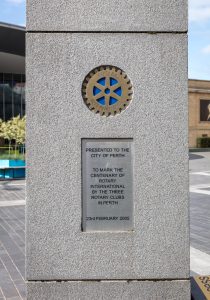 PRESENTED TO THE
CITY OF PERTH
TO MARK THE
CENTENARY OF
ROTARY
INTERNATIONAL
BY THE THREE
ROTARY CLUBS
IN PERTH
23RD FEBRUARY 2005